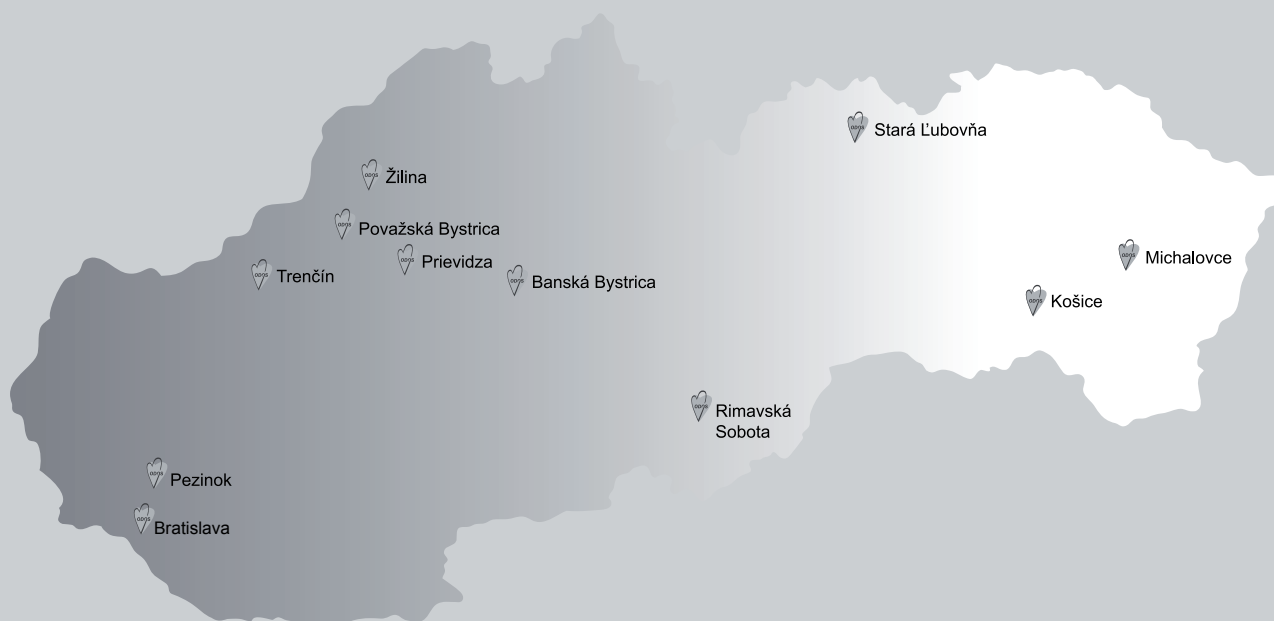 Stará Ľubovňa
Žilina
Považská Bystrica
Prievidza
Trenčín
Banská Bystrica
Michalovce
Košice
Rimavská
Sobota
Pezinok
Bratislava